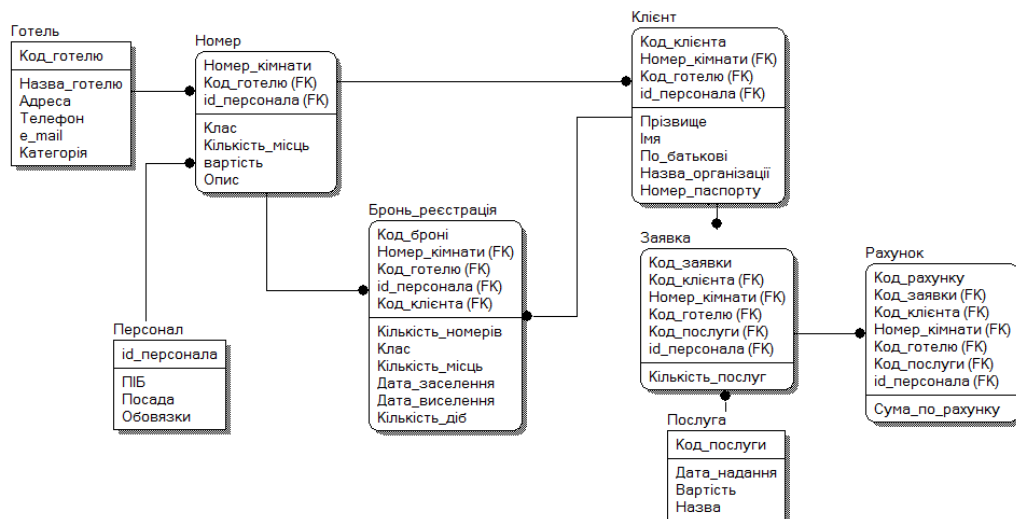 Готель
Код_готелю
Назва_готелю
Адреса
Телефон
e_mail
Категорія
Номер
Номер_кімнати
Код_готелю (FK)
id_персонала (FK)
Клас
Кількість_місць
вартість
Опис
Клієнт
Код_клієнта
Номер_кімнати (FK)
Код_готелю (FK)
id_персонала (FK)
Прізвище
Імя
По_батькові
Назва_організації
Номер_паспорту
Бронь_реєстрація
Код_броні
Номер_кімнати (FK)
Код_готелю (FK)
id_персонала (FK)
Код_клієнта (FK)
Кількість_номерів
Клас
Кількість_місць
Дата_заселення
Дата_виселення
Кількість_діб
Заявка
Код_заявки
Код_клієнта (FK)
Номер_кімнати (FK)
Код_готелю (FK)
Код_послуги (FK)
id_персонала (FK)
Кількість_послуг
Рахунок
Код_рахунку
Код_заявки (FK)
Код_клієнта (FK)
Номер_кімнати (FK)
Код_готелю (FK)
Код_послуги (FK)
id_персонала (FK)
Сума_по_рахунку
Персонал
id_персонала
ПІБ
Посада
Обовязки
Послуга
Код_послуги
Дата_надання
Вартість
Назва